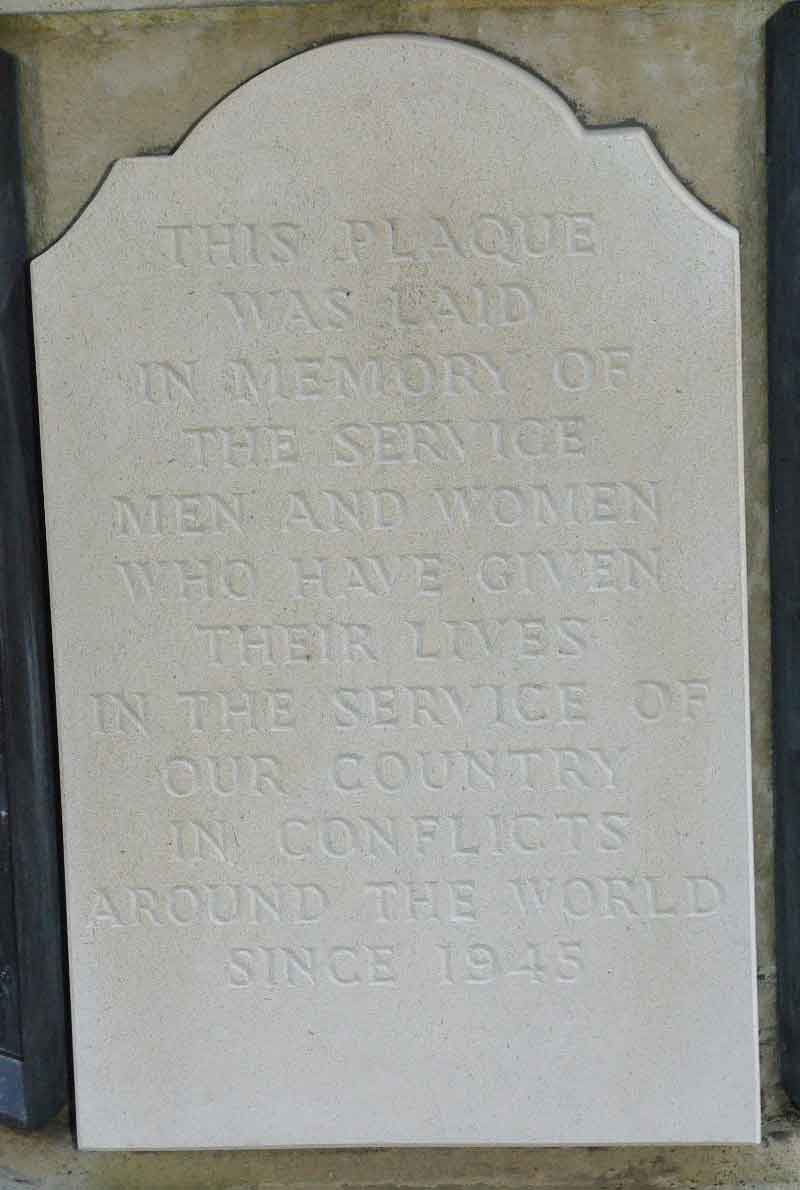 THIS PLAQUE
WAS LAID
IN MEMORY OF
THE SERVICE
MEN AND WOMEN
WHO HAVE GIVEN
THEIR LIVES
IN THE SERVICE OF
OUR COUNTRY
IN CONFLICTS
AROUND THE WORLD
SINCE 1945